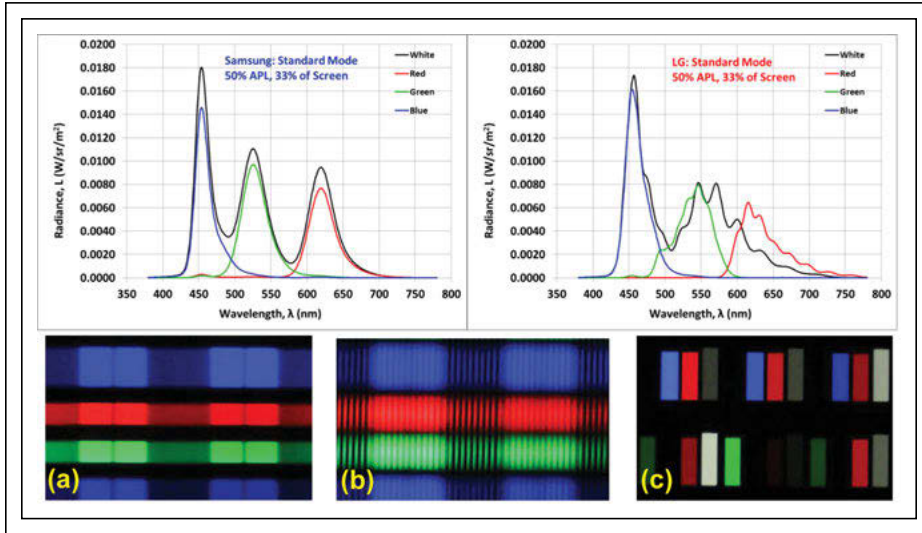 0.0200
0.0180
0.0160
0.0140
0.0120
0.0100
0.0080
0.0060
0.0040
0.0020
0.0000
Radiance, L (W/sr/m²)
Samsung: Standard Mode
50% APL, 33% of Screen
White
Red
Green
Blue
350 400 450 500 550 600 650 700 750 800
Wavelength, λ (nm)
0.0200
0.0180
0.0160
0.0140
0.0120
0.0100
0.0080
0.0060
0.0040
0.0020
0.0000
Radiance, L (W/sr/m²)
LG: Standard Mode
50% APL, 33% of Screen
White
Red
Green
Blue
350 400 450 500 550 600 650 700 750 800
Wavelength, λ (nm)
(a)
(b)
(c)